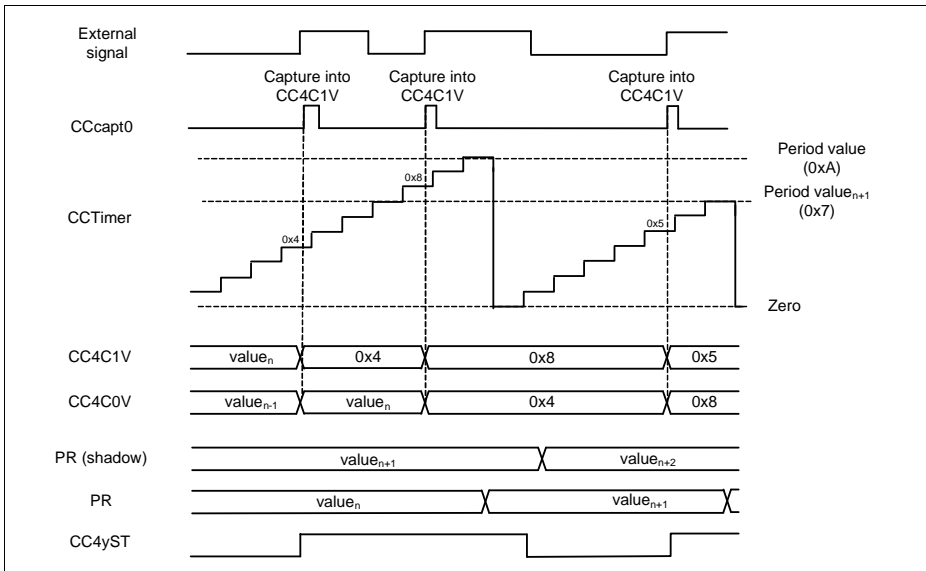 External
signal
Capture into
CC4C1V
Capture into
CC4C1V
Capture into
CC4C1V
CCcapt0
Period value
(0xA)
Period value n+1
(0x7)
0x8
CCTimer
0x4
0x5
Zero
CC4C1V
value n
0x4
0x8
0x5
CC4C0V
value n-1
value n
0x4
0x8
PR (shadow)
value n+1
value n+2
PR
value n
value n+1
CC4yST